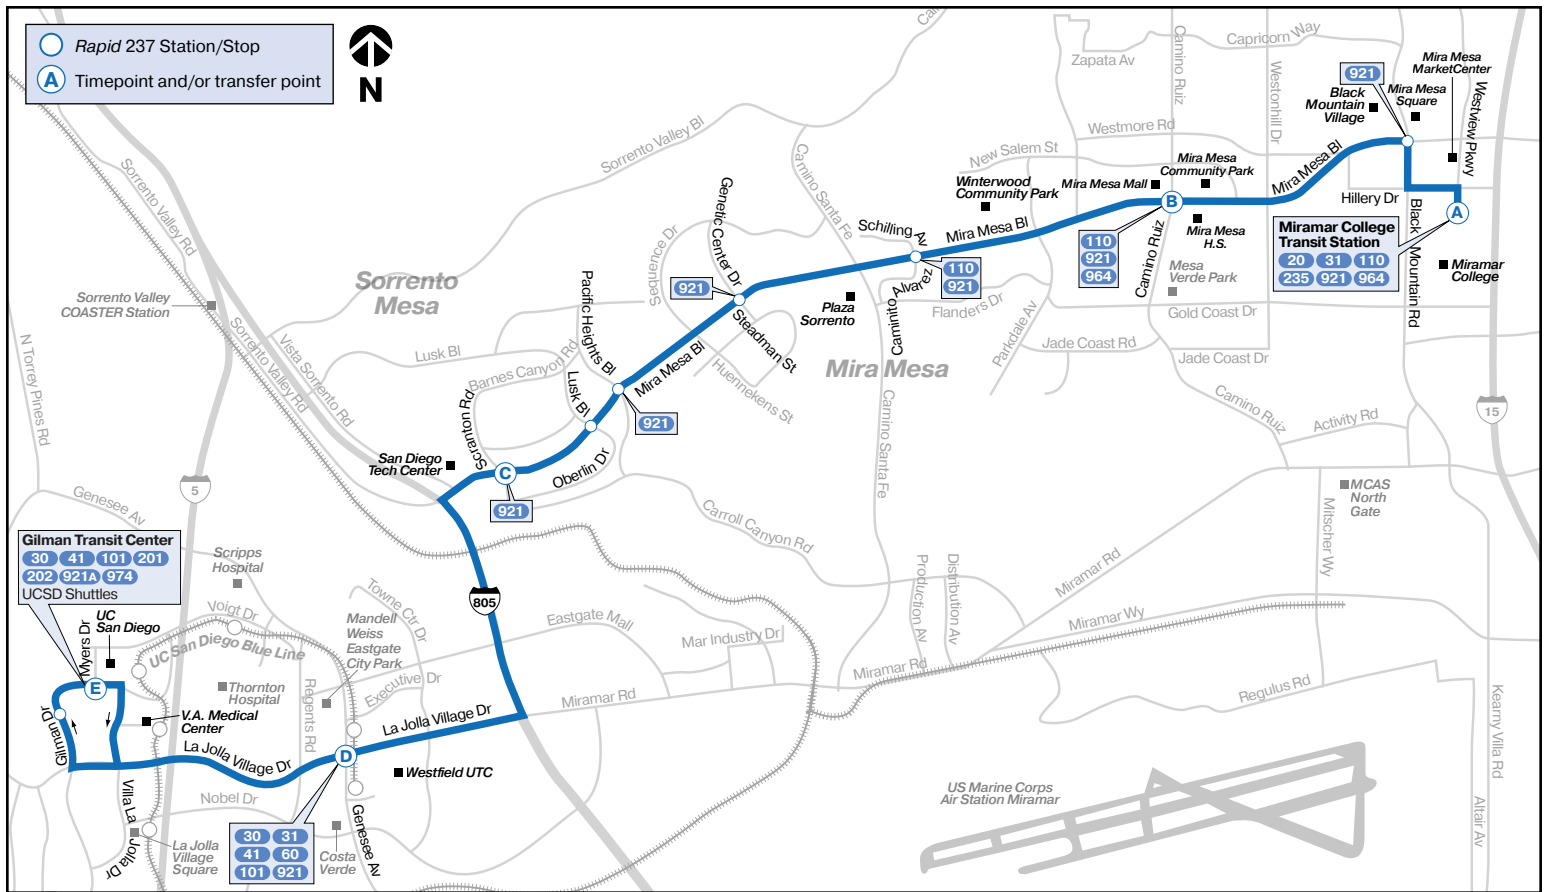 Rapid 237 Station/Stop
A
Timepoint and/or transfer point
N
Zapata Av
Camino Ruiz
Capricorn Way
Westonhill Dr
921
Black
Mountain
Village
Mira Mesa
Square
Mira Mesa
MarketCenter
Westview Pkwy
Westmore Rd
New Salem St
Mira Mesa
Community Park
Mira Mesa Mall
Winterwood
Community Park
Mira Mesa Bl
Hillery Dr
A
B
Mira Mesa
H.S.
Mesa
Verde Park
Camino Ruiz
110
921
964
Miramar College
Transit Station
20 31 110
235 921 964
Black Mountain Rd
Miramar
College
Sorrento Valley Bl
Camino Santa Fe
Schilling Av
Mira Mesa Bl
110
921
Caminito Alvarez
Flanders Dr
Parkdale Av
Gold Coast Dr
Jade Coast Rd
Jade Coast Dr
Camino Ruiz
Activity Rd
15
Genetic Center Dr
Sequence Dr
921
Plaza
Sorrento
Steadman St
Huennekens St
Mira Mesa
Camino Santa Fe
Sorrento
Mesa
Pacific Heights Bl
Mira Mesa Bl
Lusk Bl
Barnes Canyon Rd
Lusk Bl
921
Scranton Rd
San Diego
Tech Center
C
Oberlin Dr
921
Sorrento Valley Rd
Sorrento Valley
COASTER Station
Sorrento Valley Rd
Vista Sorrento Rd
N Torrey Pines Rd
5
Genesee Av
Carroll Canyon Rd
MCAS
North
Gate
Mitscher Wy
Miramar Rd
Production Av
Distribution Av
Miramar Wy
Gilman Transit Center
30 41 101 201
202 921A 974
UCSD Shuttles
Scripps
Hospital
805
Voigt Dr
Myers Dr
UC
San Diego
UC San Diego Blue Line
Mandell
Weiss
Eastgate
City Park
Towne Ctr Dr
Eastgate Mall
Mar Industry Dr
Miramar Rd
Executive Dr
Miramar Rd
Regulus Rd
Kearny Villa Rd
E
Thornton
Hospital
Regents Rd
Gilman Dr
V.A. Medical
Center
La Jolla Village Dr
La Jolla Village Dr
D
Westfield UTC
Nobel Dr
Villa La Jolla Dr
La Jolla
Village
Square
30 31
41 60
101 921
Costa
Verde
Genesee Av
US Marine Corps
Air Station Miramar
Altair Av